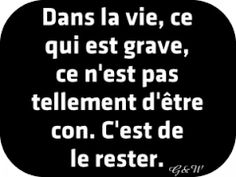 Dans la vie, ce
qui est grave,
ce n'est pas
tellement d'être
con. C'est de
le rester.
G&W